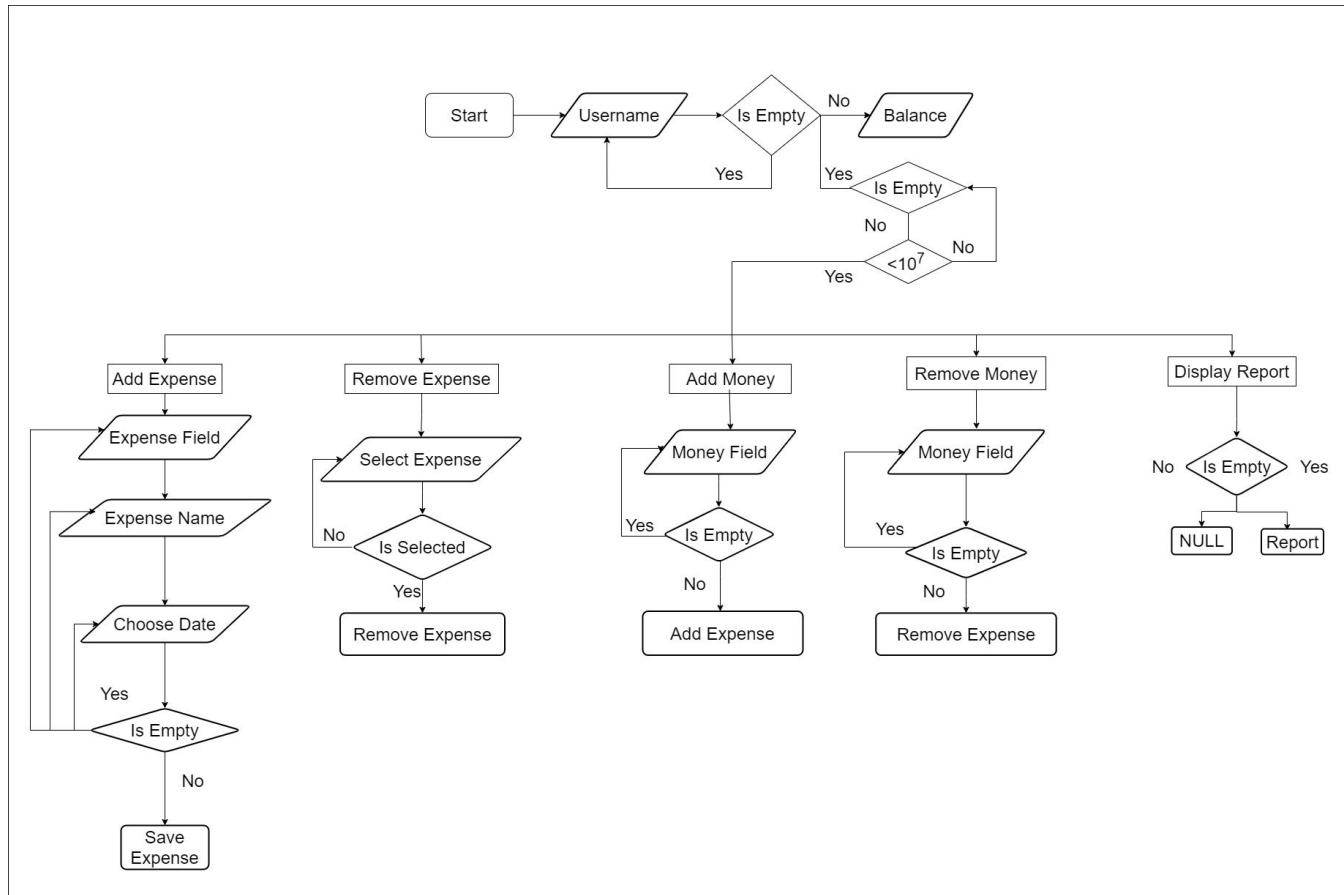 Start
Username
Is Empty
No
Balance
Yes
Yes
Is Empty
No
No
<10⁷
Yes
Add Expense
Remove Expense
Add Money
Remove Money
Display Report
Expense Field
Select Expense
Money Field
Money Field
No
Is Empty
Yes
Expense Name
No
Is Selected
Yes
Is Empty
Yes
Is Empty
NULL
Report
Yes
No
No
Choose Date
Remove Expense
Add Expense
Remove Expense
Yes
Is Empty
No
Save
Expense